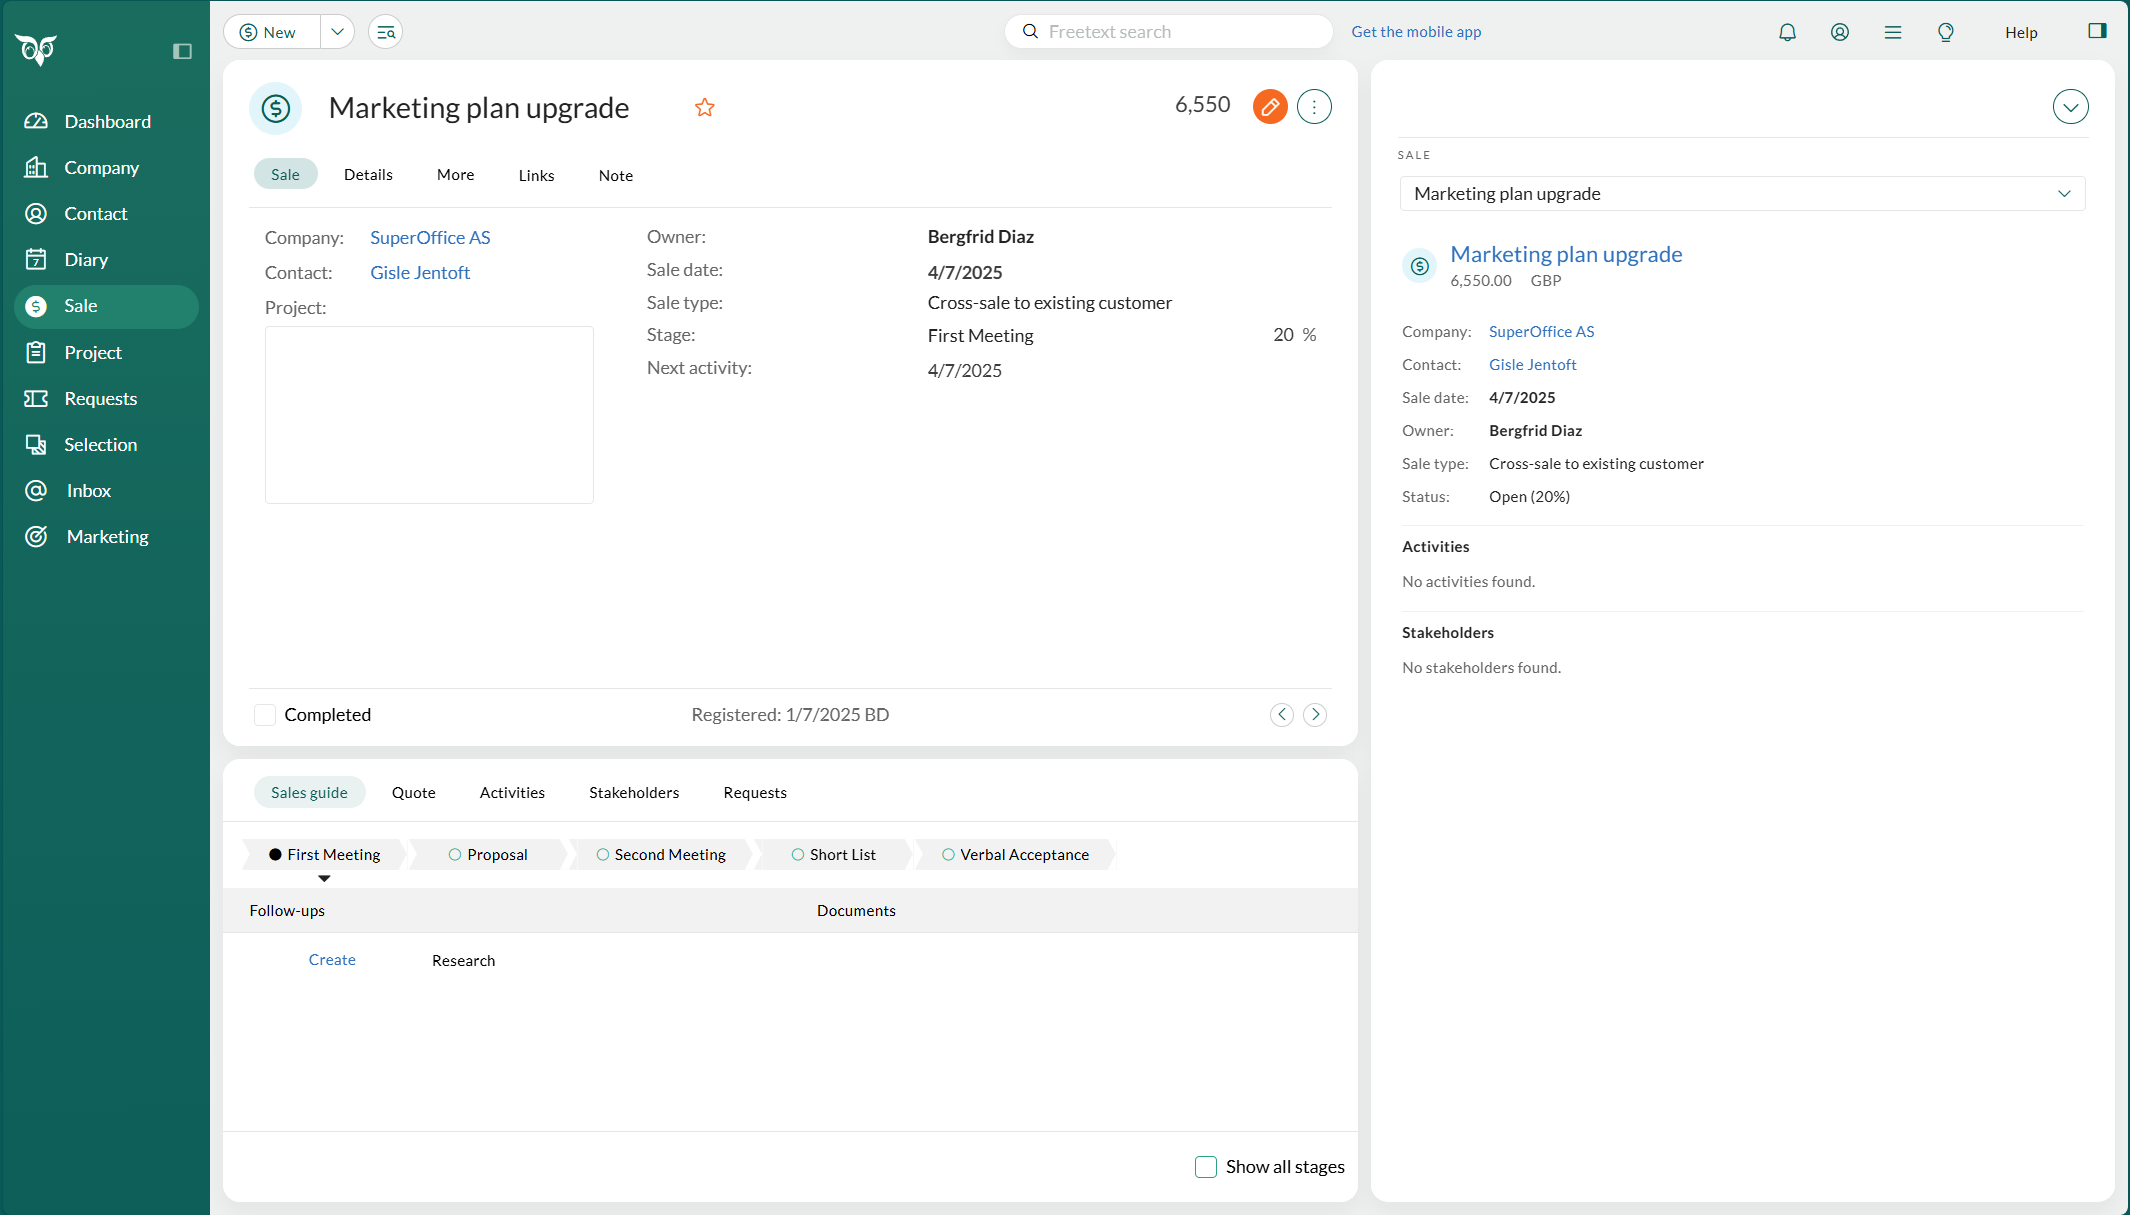 New
Freetext search
Get the mobile app
Help
Dashboard
Company
Contact
7
Diary
Sale
Project
Requests
Selection
Inbox
Marketing
Marketing plan upgrade
6,550
Sale
Details
More
Links
Note
Company:
SuperOffice AS
Contact:
Gisle Jentoft
Project:
Owner:
Bergfrid Diaz
Sale date:
4/7/2025
Sale type:
Cross-sale to existing customer
Stage:
First Meeting
20 %
Next activity:
4/7/2025
Completed
Registered: 1/7/2025 BD
Sales guide
Quote
Activities
Stakeholders
Requests
First Meeting
Proposal
Second Meeting
Short List
Verbal Acceptance
Follow-ups
Documents
Create
Research
Show all stages
SALE
Marketing plan upgrade
Marketing plan upgrade
6,550.00 GBP
Company: SuperOffice AS
Contact: Gisle Jentoft
Sale date: 4/7/2025
Owner: Bergfrid Diaz
Sale type: Cross-sale to existing customer
Status: Open (20%)
Activities
No activities found.
Stakeholders
No stakeholders found.